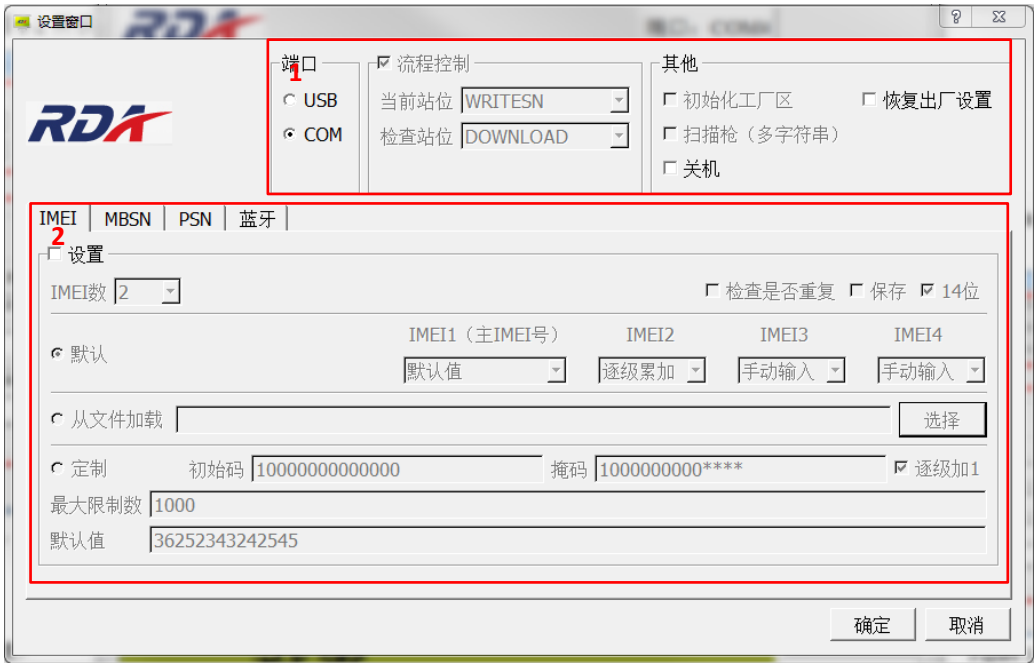 设置窗口
RDA
端口
1
USB
COM
流程控制
当前站位 WRITESN
检查站位 DOWNLOAD
其他
初始化工厂区 恢复出厂设置
扫描枪（多字符串）
关机
RDA
IMEI MBSN PSN 蓝牙
2
设置
IMEI数 2 检查是否重复 保存 14位
IMEI1（主IMEI号） IMEI2 IMEI3 IMEI4
默认 默认值 逐级累加 手动输入 手动输入
从文件加载 选择
定制 初始码 10000000000000 掩码 1000000000**** 逐级加1
最大限制数 1000
默认值 36252343242545
确定 取消